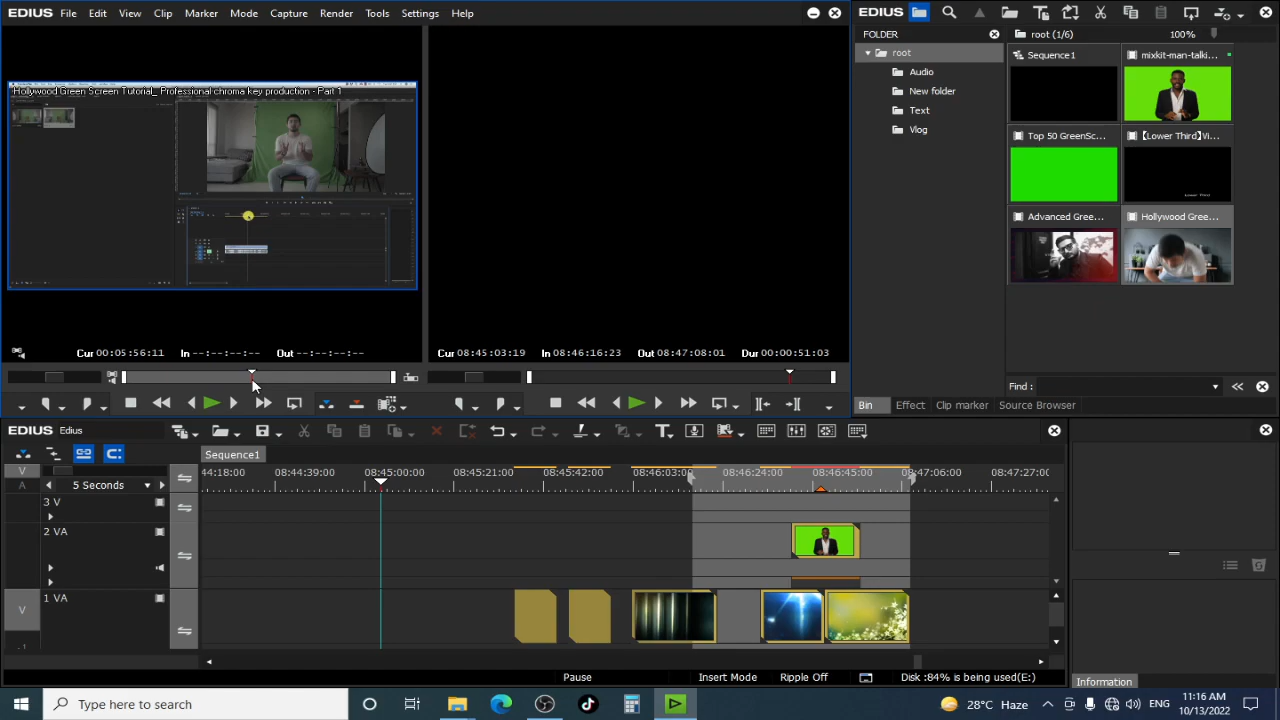 EDIUS File Edit View Clip Marker Mode Capture Render Tools Settings Help
EDIUS
FOLDER
root (1/6) 100%
root
Audio
New folder
Text
Vlog
Sequence1
mixkit-man-talki...
Top 50 GreenSc...
【Lower Third】Vi...
Lower Third
Advanced Gree...
Hollywood Gree...
Hollywood Green Screen Tutorial_ Professional chroma key production - Part 1
Cur 00:05:56:11 In --:--:--:-- Out --:--:--:--
Cur 08:45:03:19 In 08:46:16:23 Out 08:47:08:01 Dur 00:00:51:03
Find :
Bin Effect Clip marker Source Browser
EDIUS Edius
Sequence1
V
A
5 Seconds
44:18:00 08:44:39:00 08:45:00:00 08:45:21:00 08:45:42:00 08:46:03:00 08:46:24:00 08:46:45:00 08:47:06:00 08:47:27:00
3 V
2 VA
1 VA
V
Pause Insert Mode Ripple Off Disk :84% is being used(E:)
Information
Type here to search
28°C Haze
ENG
11:16 AM
10/13/2022